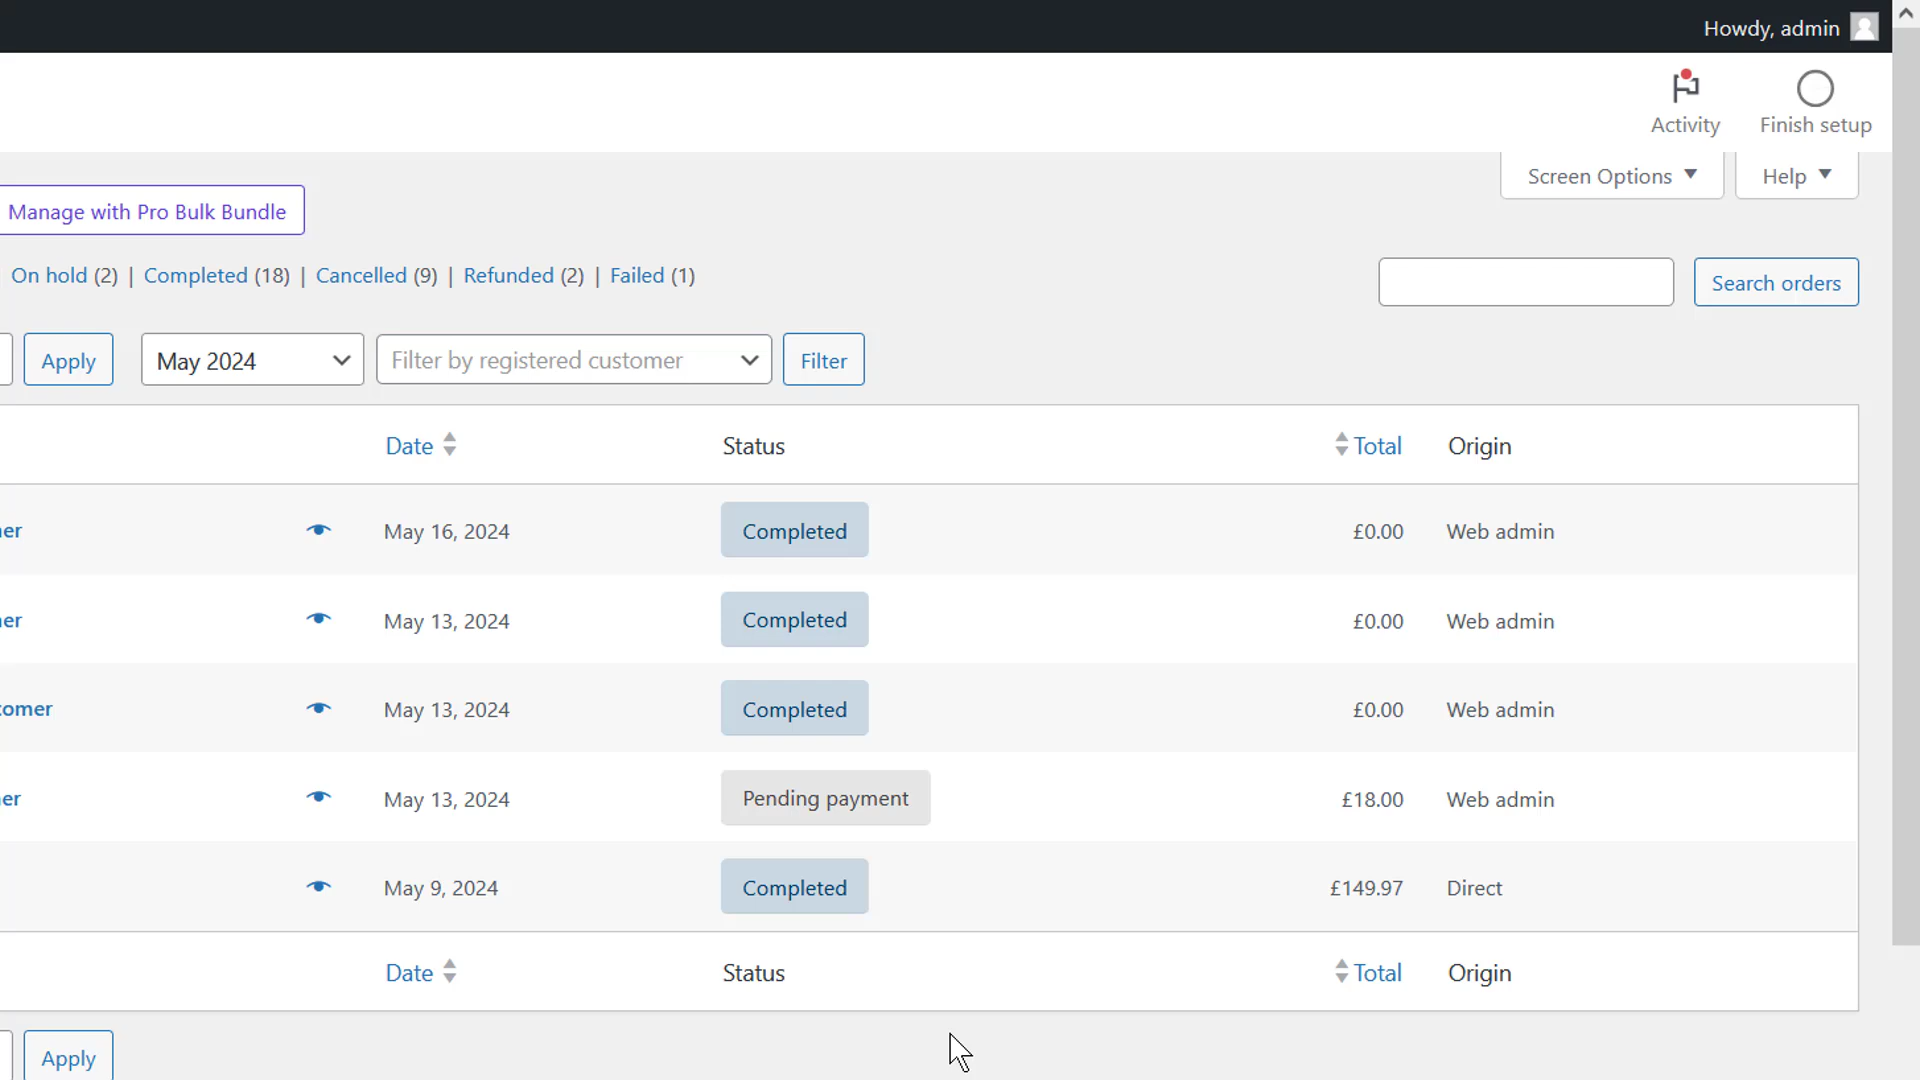 Howdy, admin
Activity
Finish setup
Screen Options
Help
Manage with Pro Bulk Bundle
On hold (2) | Completed (18) | Cancelled (9) | Refunded (2) | Failed (1)
Search orders
Apply
May 2024
Filter by registered customer
Filter
Date Status Total Origin
er May 16, 2024 Completed £0.00 Web admin
er May 13, 2024 Completed £0.00 Web admin
tomer May 13, 2024 Completed £0.00 Web admin
er May 13, 2024 Pending payment £18.00 Web admin
May 9, 2024 Completed £149.97 Direct
Date Status Total Origin
Apply